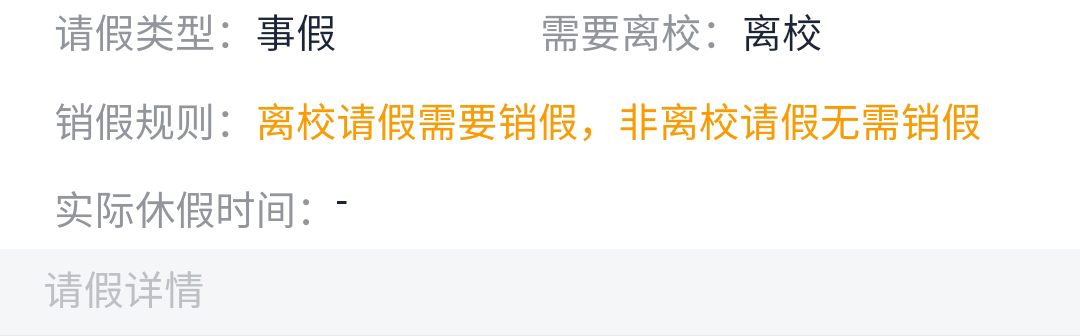 请假类型：事假 需要离校：离校
销假规则：离校请假需要销假，非离校请假无需销假
实际休假时间：-
请假详情